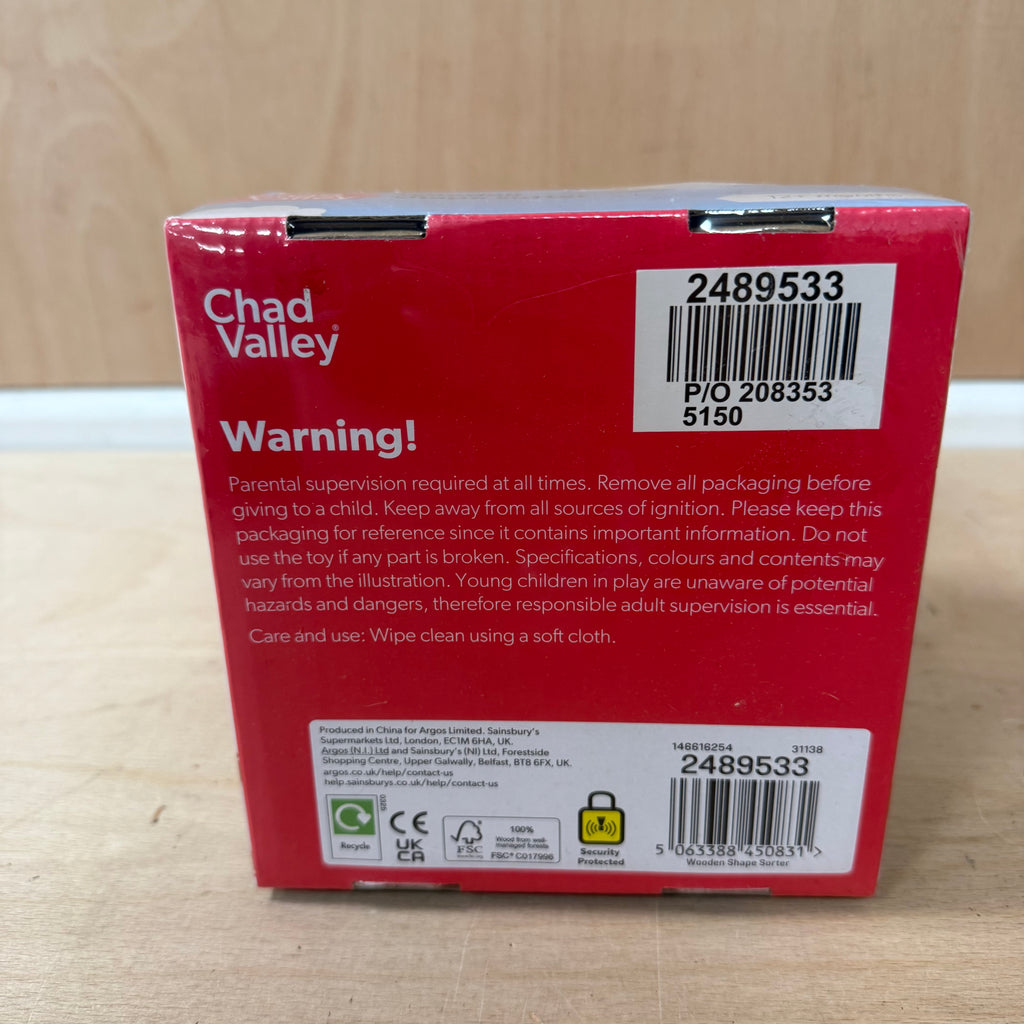 Valley
Chad
Valley®
2489533
P/O 208353
5150
Warning!
Parental supervision required at all times. Remove all packaging before
giving to a child. Keep away from all sources of ignition. Please keep this
packaging for reference since it contains important information. Do not
use the toy if any part is broken. Specifications, colours and contents may
vary from the illustration. Young children in play are unaware of potential
hazards and dangers, therefore responsible adult supervision is essential.
Care and use: Wipe clean using a soft cloth.
Produced in China for Argos Limited. Sainsbury's
Supermarkets Ltd, London, EC1M 6HA, UK.
Argos (N.I.) Ltd and Sainsbury's (NI) Ltd, Forestside
Shopping Centre, Upper Galwally, Belfast, BT8 6FX, UK.
argos.co.uk/help/contact-us
help.sainsburys.co.uk/help/contact-us
0325
Recycle
CE
UK
CA
FSC
100%
Wood from well-
managed forests
FSC® C017996
Security
Protected
146616254 31138
2489533
5 063388 450831 >
Wooden Shape Sorter